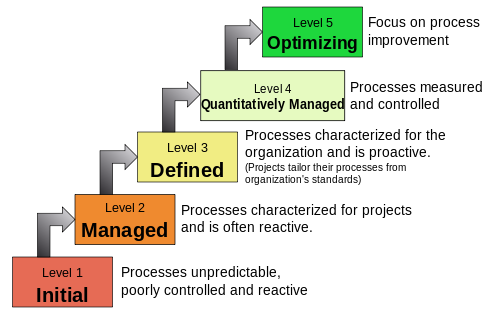 Level 5
Optimizing
Focus on process
improvement
Level 4
Quantitatively Managed
Processes measured
and controlled
Level 3
Defined
Processes characterized for the
organization and is proactive.
(Projects tailor their processes from
organization's standards)
Level 2
Managed
Processes characterized for projects
and is often reactive.
Level 1
Initial
Processes unpredictable,
poorly controlled and reactive